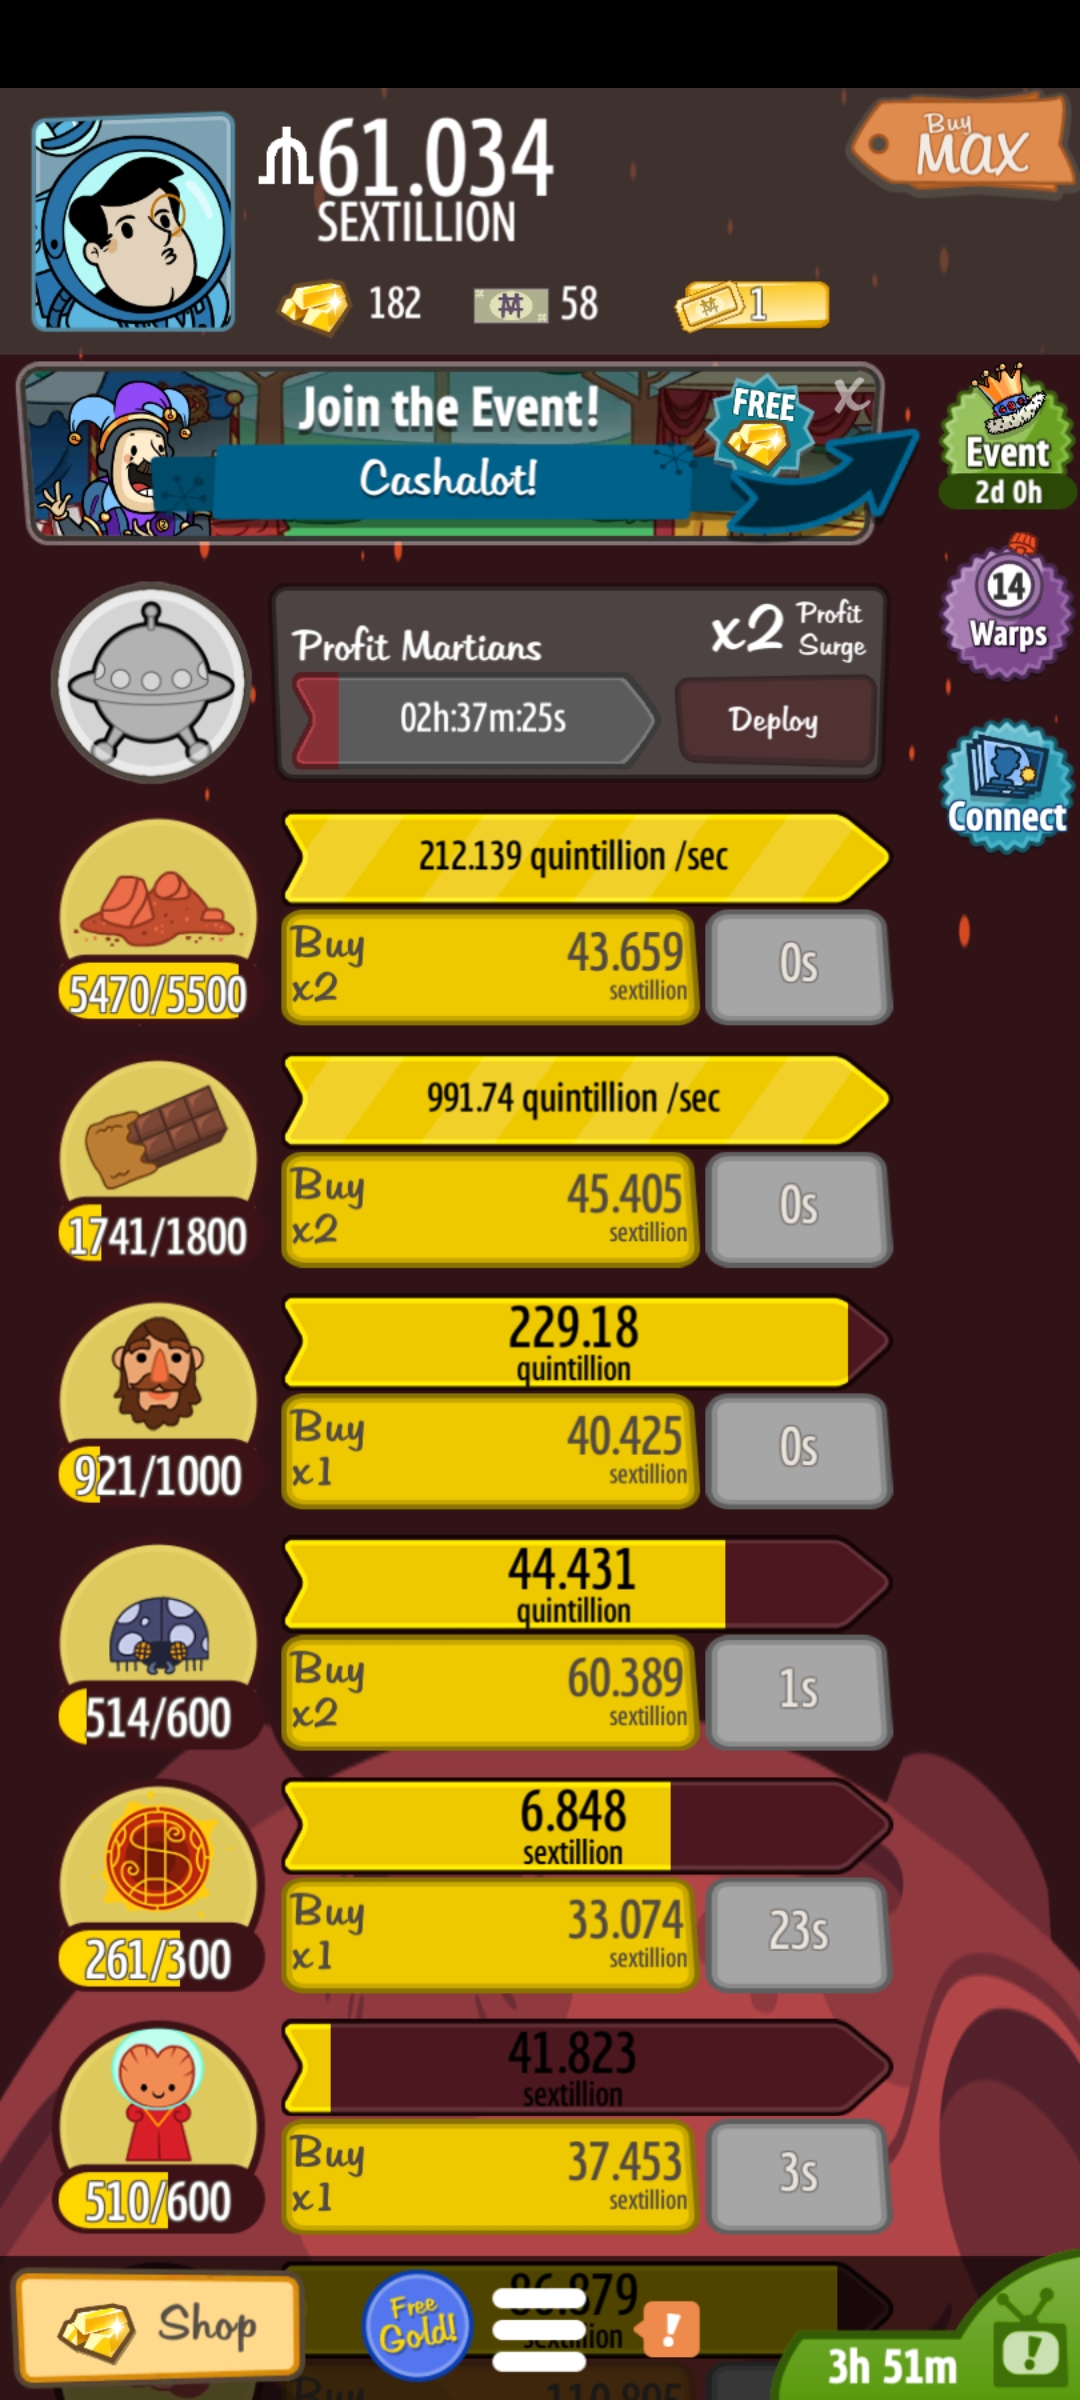 Buy
MAX
61.034
SEXTILLION
182
58
1
Join the Event!
FREE
X
Cashalot!
Event
2d 0h
14
Warps
Connect
Profit Martians
x2 Profit Surge
02h:37m:25s
Deploy
212.139 quintillion /sec
Buy
x2
43.659
sextillion
0s
5470/5500
991.74 quintillion /sec
Buy
x2
45.405
sextillion
0s
1741/1800
229.18
quintillion
Buy
x1
40.425
sextillion
0s
921/1000
44.431
quintillion
Buy
x2
60.389
sextillion
1s
514/600
6.848
sextillion
Buy
x1
33.074
sextillion
23s
261/300
41.823
sextillion
Buy
x1
37.453
sextillion
3s
510/600
Shop
Free
Gold!
!
3h 51m
!
Buy